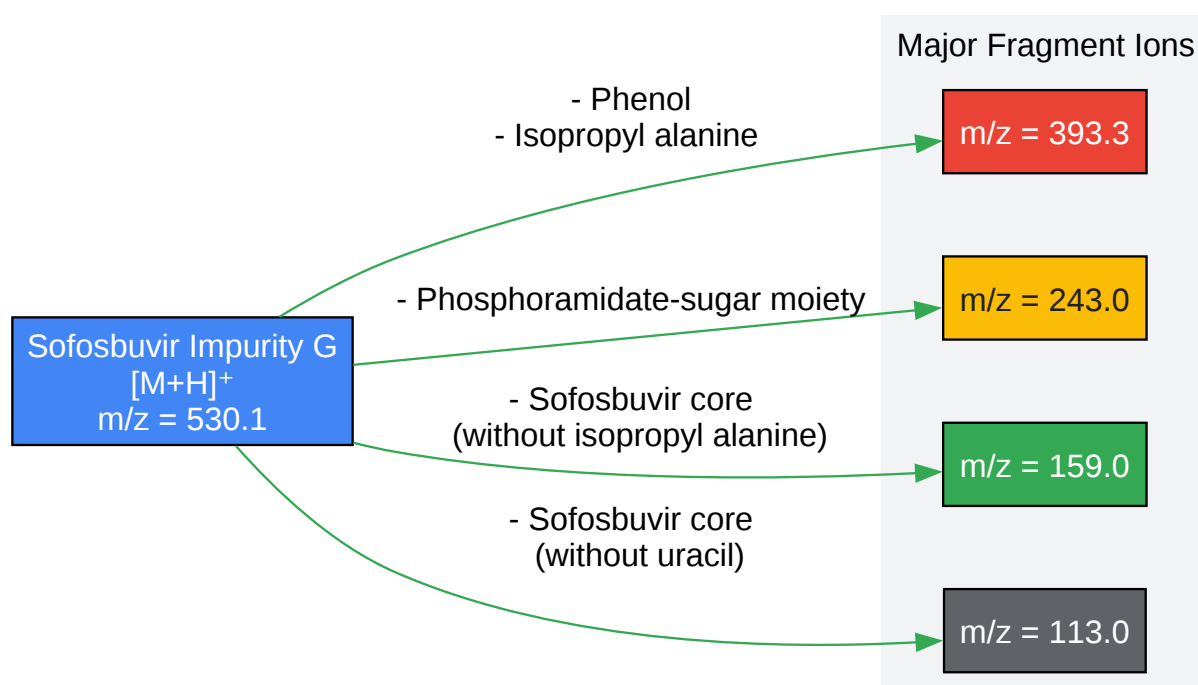 Major Fragment Ions
- Phenol
- Isopropyl alanine
m/z = 393.3
- Phosphoramidate-sugar moiety
m/z = 243.0
Sofosbuvir Impurity G
[M+H]⁺
m/z = 530.1
- Sofosbuvir core
(without isopropyl alanine)
m/z = 159.0
- Sofosbuvir core
(without uracil)
m/z = 113.0